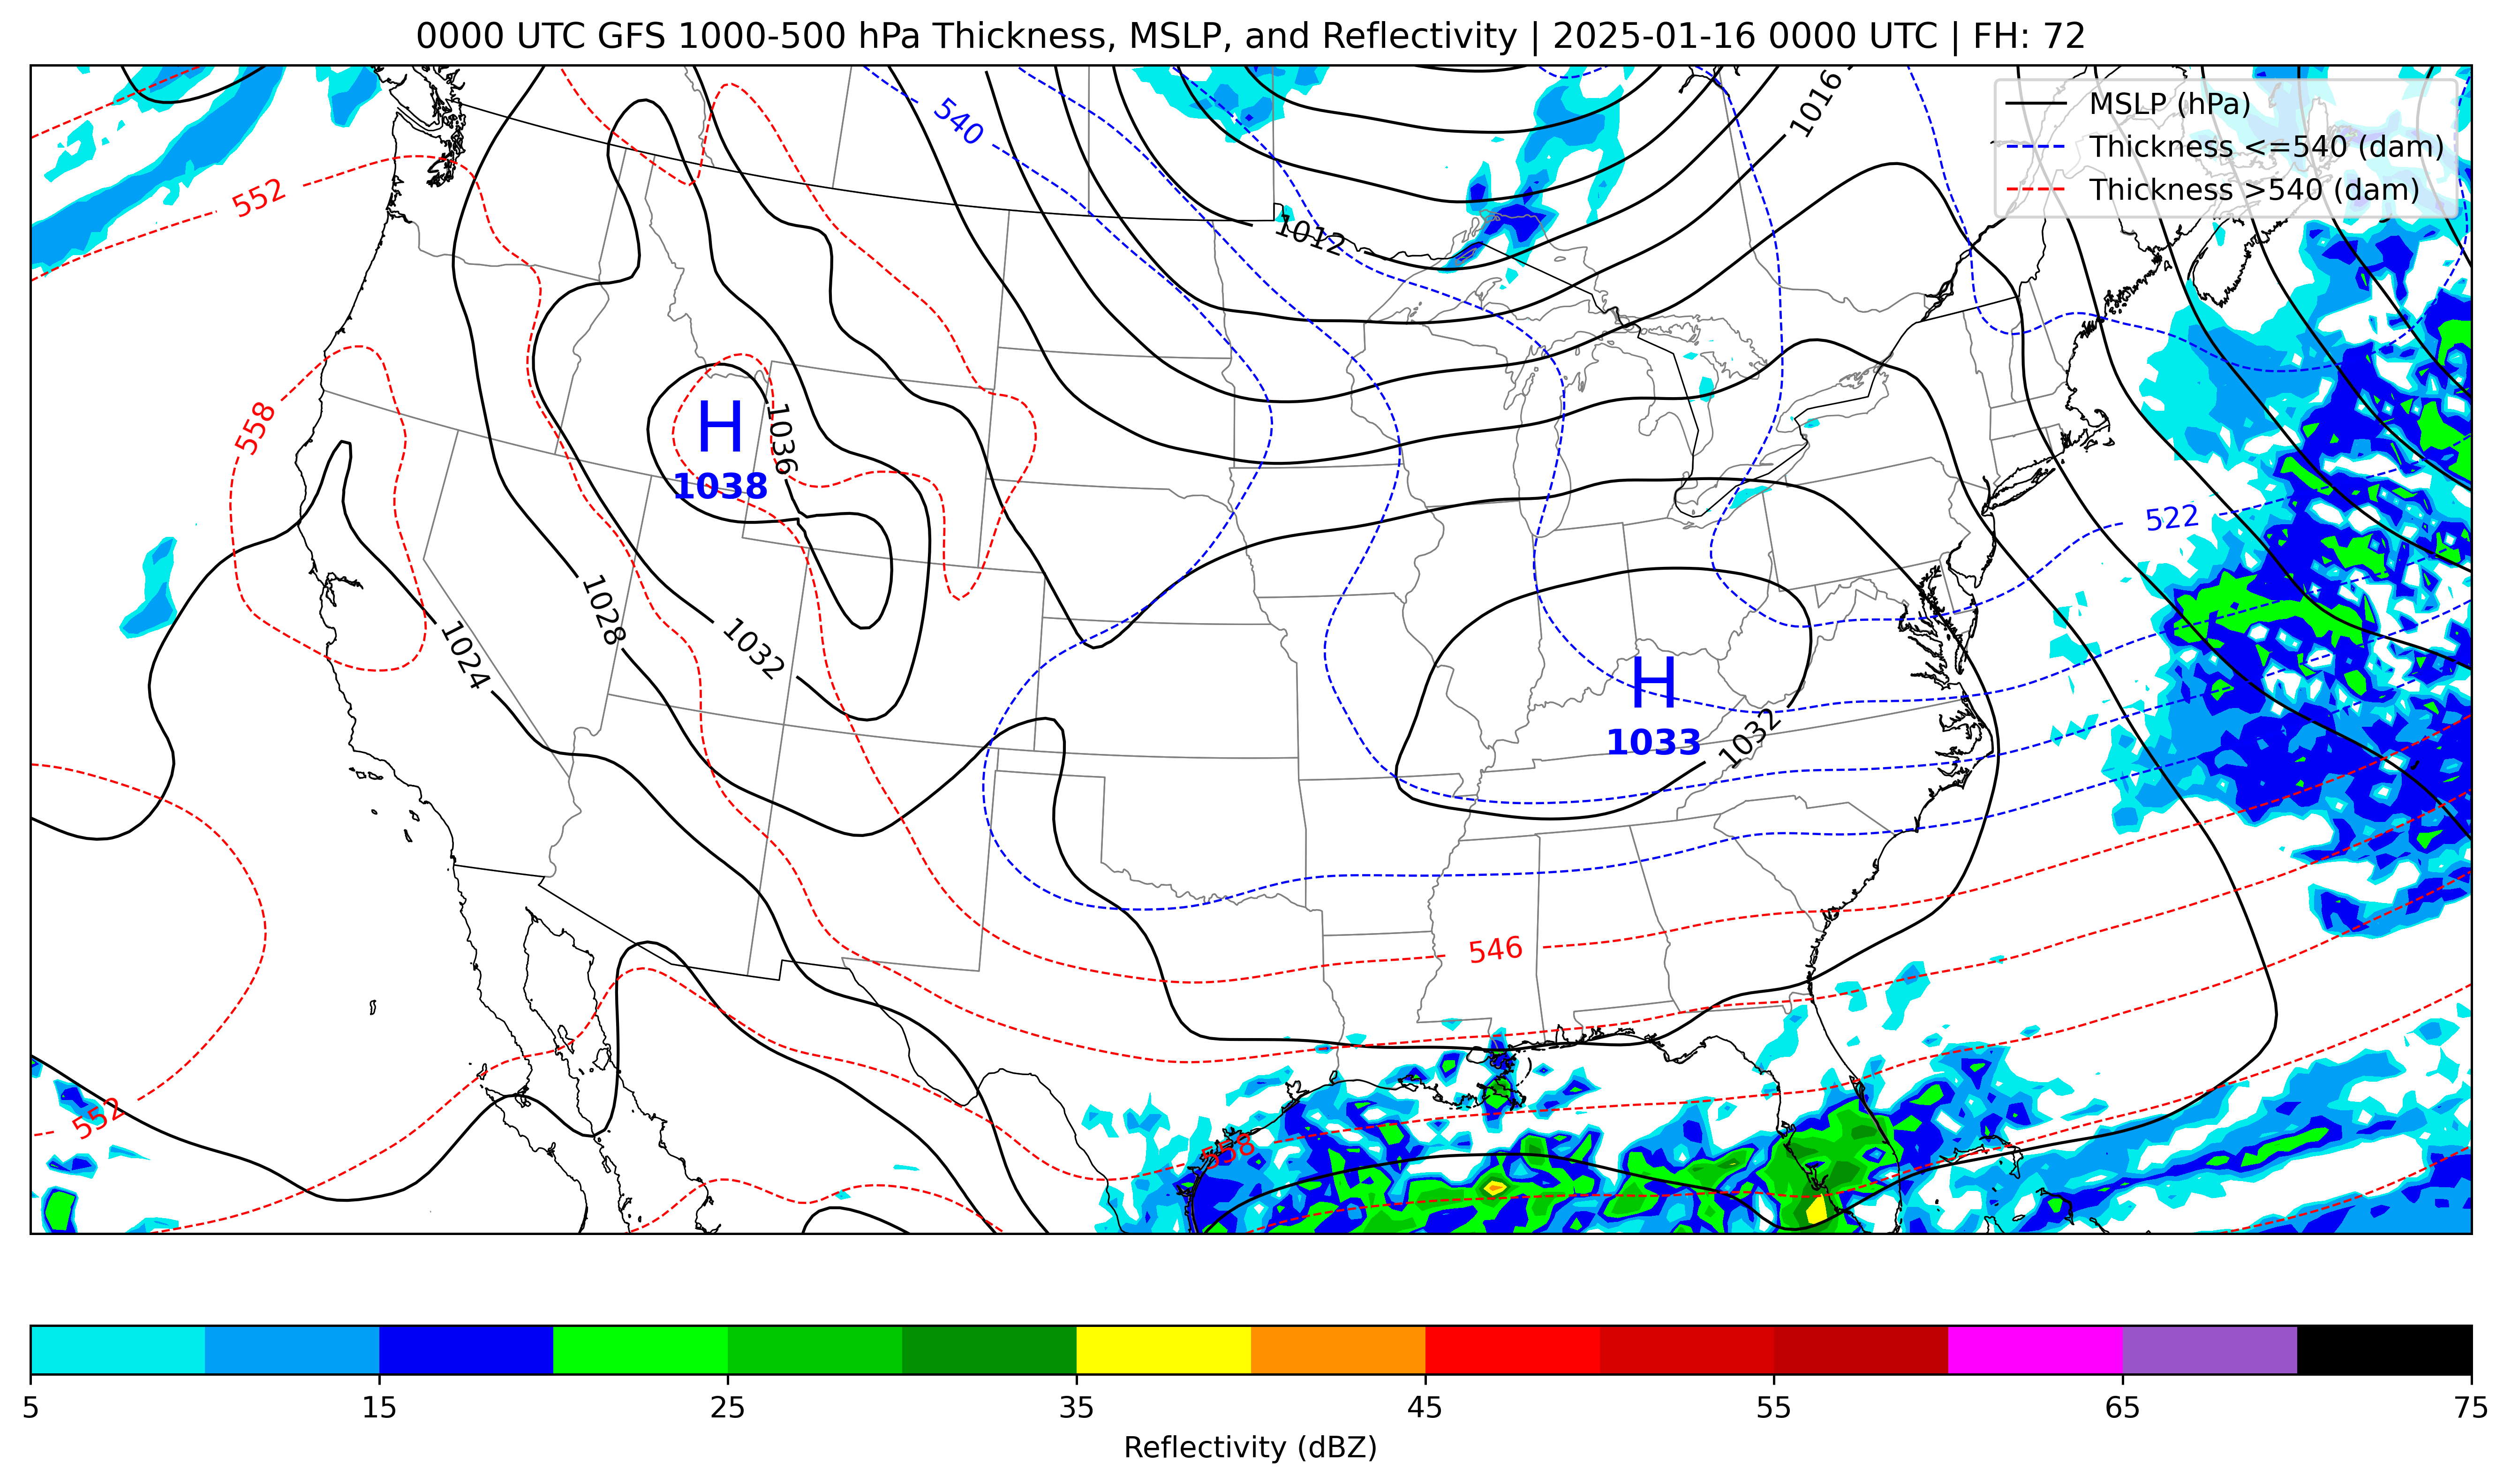 0000 UTC GFS 1000-500 hPa Thickness, MSLP, and Reflectivity | 2025-01-16 0000 UTC | FH: 72
MSLP (hPa)
Thickness <=540 (dam)
Thickness >540 (dam)
540
1016
552
1012
558
H
1038
1036
522
1028
1032
1024
H
1033
1032
546
552
558
5 15 25 35 45 55 65 75
Reflectivity (dBZ)